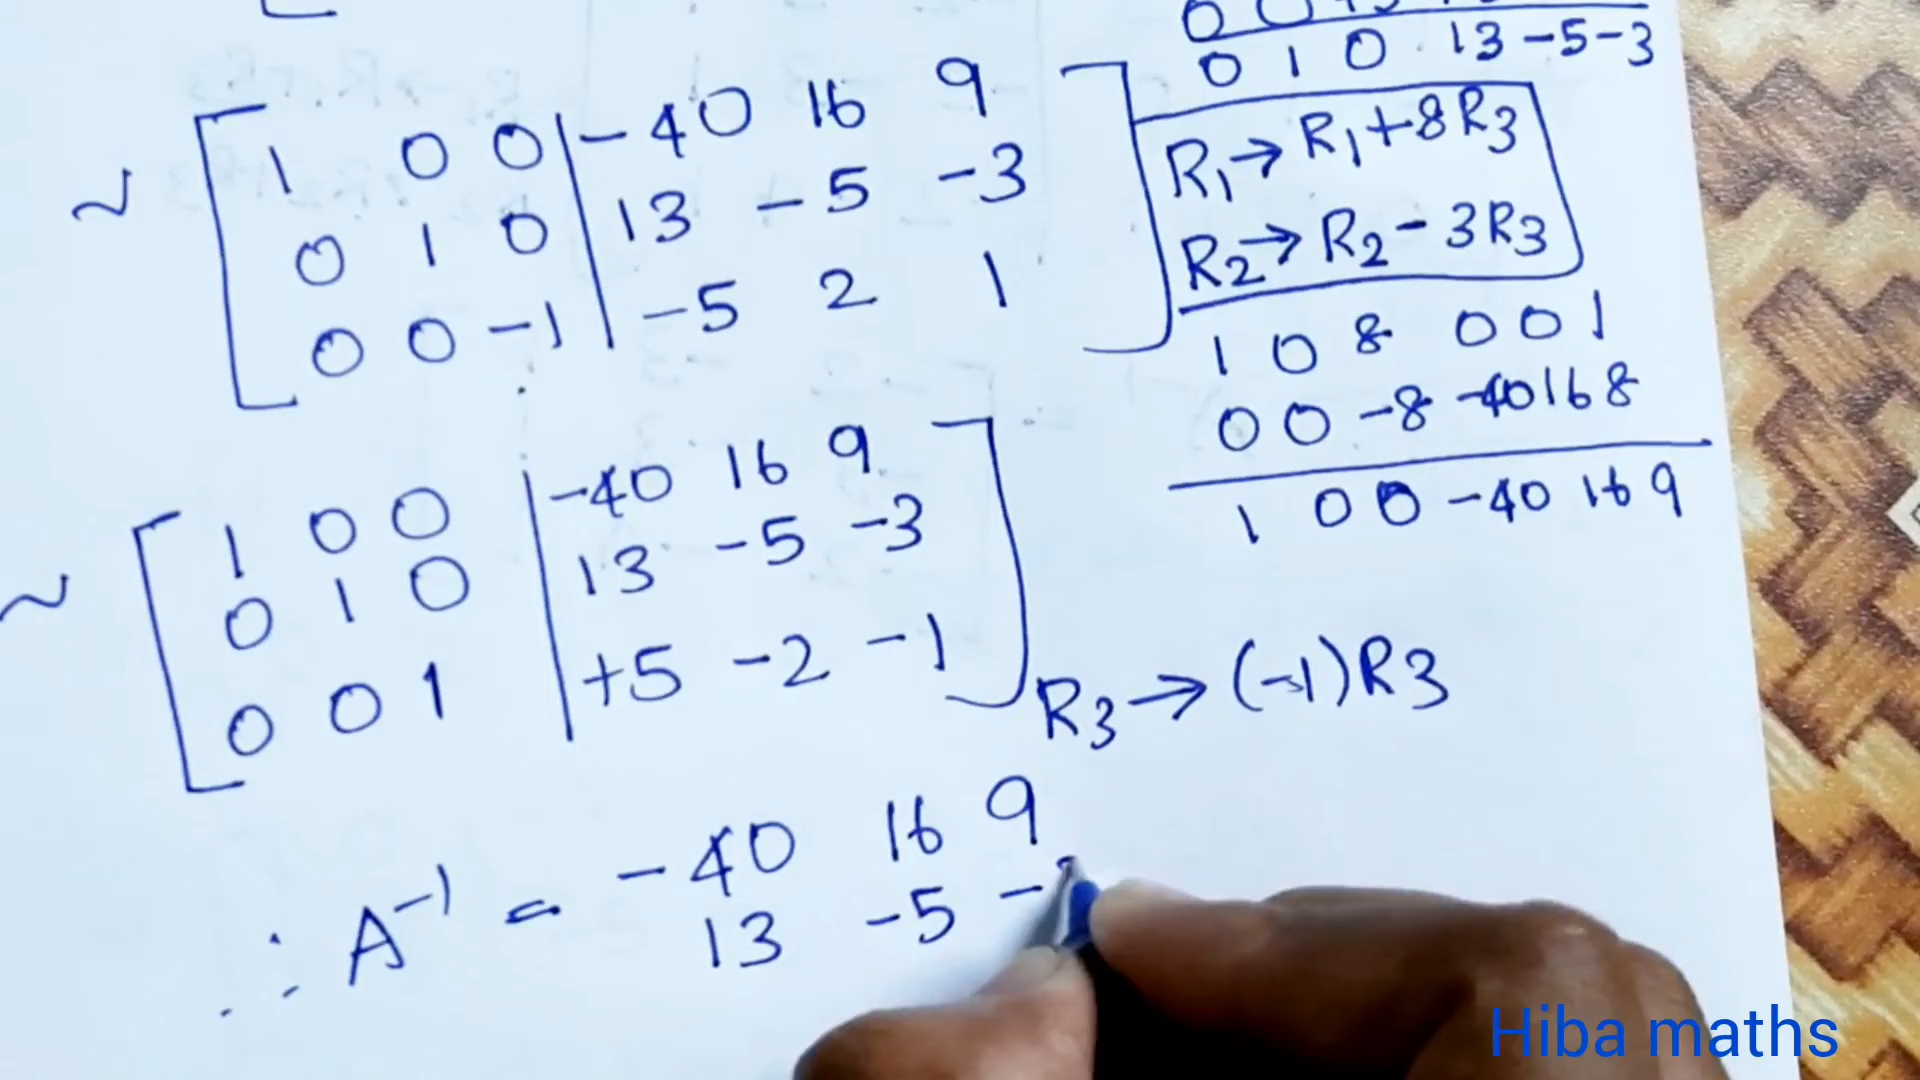 0 1 0 13 -5 -3
~ [ 1 0 0 | -40 16 9 ]
0 1 0 | 13 -5 -3
0 0 -1 | -5 2 1
R1 → R1 + 8R3
R2 → R2 - 3R3
1 0 8 0 0 1
0 0 -8 -40 16 8
1 0 0 -40 16 9
~ [ 1 0 0 | -40 16 9 ]
0 1 0 | 13 -5 -3
0 0 1 | +5 -2 -1
R3 → (-1)R3
∴ A⁻¹ = -40 16 9
13 -5 -
Hiba maths